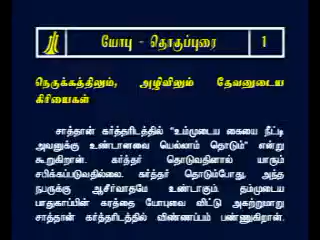 யோபு - தொகுப்புரை
1
நெருக்கத்திலும், அழிவிலும் தேவனுடைய
கிரியைகள்
சாத்தான் கர்த்தரிடத்தில் "உம்முடைய கையை நீட்டி
அவனுக்கு உண்டானவை யெல்லாம் தொடும்" என்று
கூறுகிறான். கர்த்தர் தொடுவதினால் யாரும்
சபிக்கப்படுவதில்லை. கர்த்தர் தொடும்போது, அந்த
நபருக்கு ஆசீர்வாதமே உண்டாகும். தம்முடைய
பாதுகாப்பின் கரத்தை யோபுவை விட்டு அகற்றுமாறு
சாத்தான் கர்த்தரிடத்தில் விண்ணப்பம் பண்ணுகிறான்.